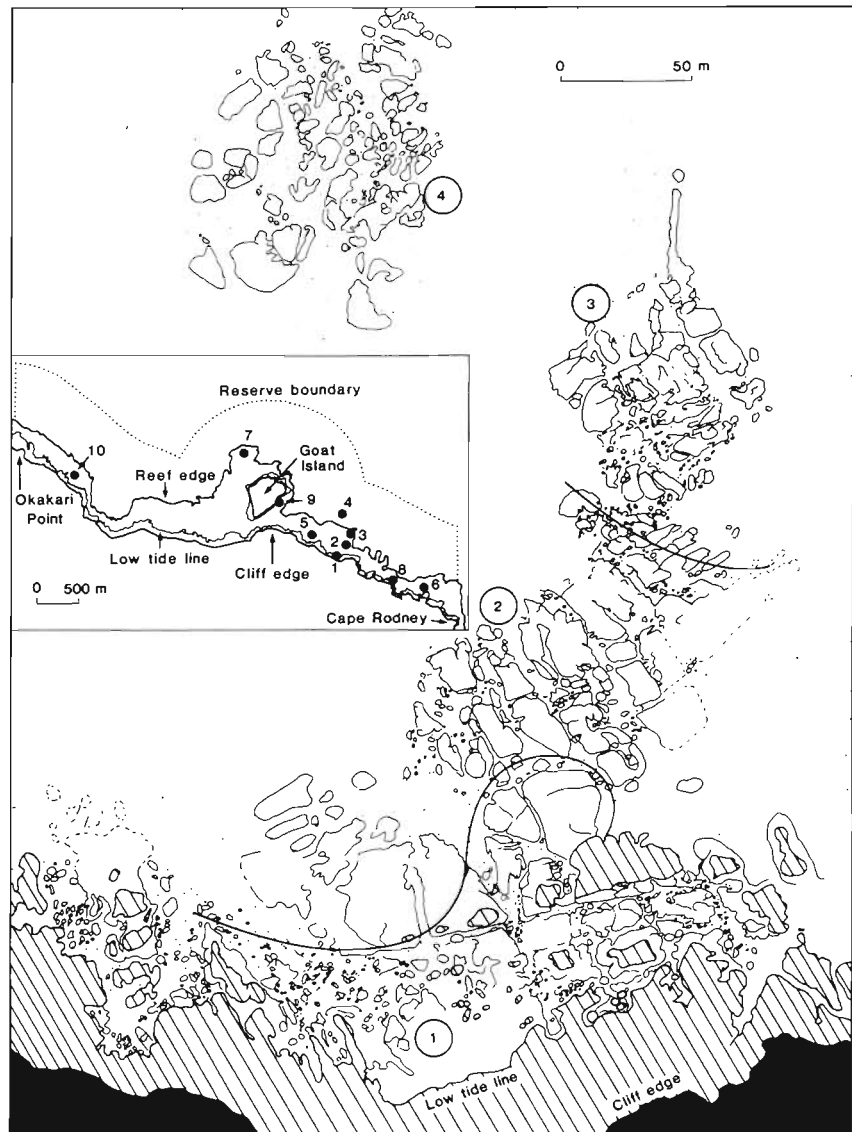 0 50 m
4
3
Reserve boundary
7
10
Goat
Island
Reef edge
9
4
Okakari
Point
5
2
3
1
8
6
Low tide line
Cliff edge
0 500 m
Cape Rodney
2
1
Low tide line
Cliff edge